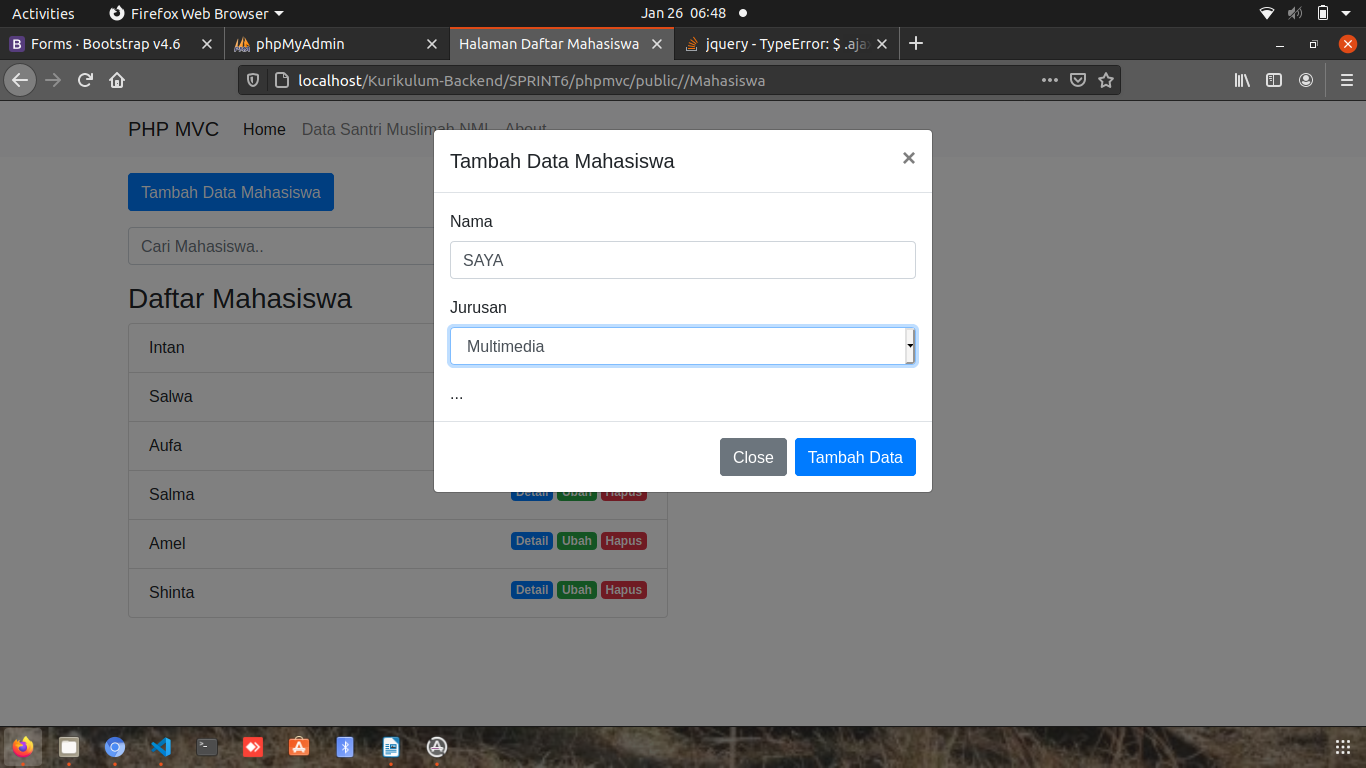 Activities Firefox Web Browser Jan 26 06:48
Forms · Bootstrap v4.6 phpMyAdmin Halaman Daftar Mahasiswa jquery - TypeError: $ .aja
localhost/Kurikulum-Backend/SPRINT6/phpmvc/public//Mahasiswa
PHP MVC Home Data Santri Muslimah NMI About
Tambah Data Mahasiswa
Cari Mahasiswa..
Daftar Mahasiswa
Intan
Salwa
Aufa
Salma Detail Ubah Hapus
Amel Detail Ubah Hapus
Shinta Detail Ubah Hapus
Tambah Data Mahasiswa ×
Nama
SAYA
Jurusan
Multimedia
...
Close Tambah Data